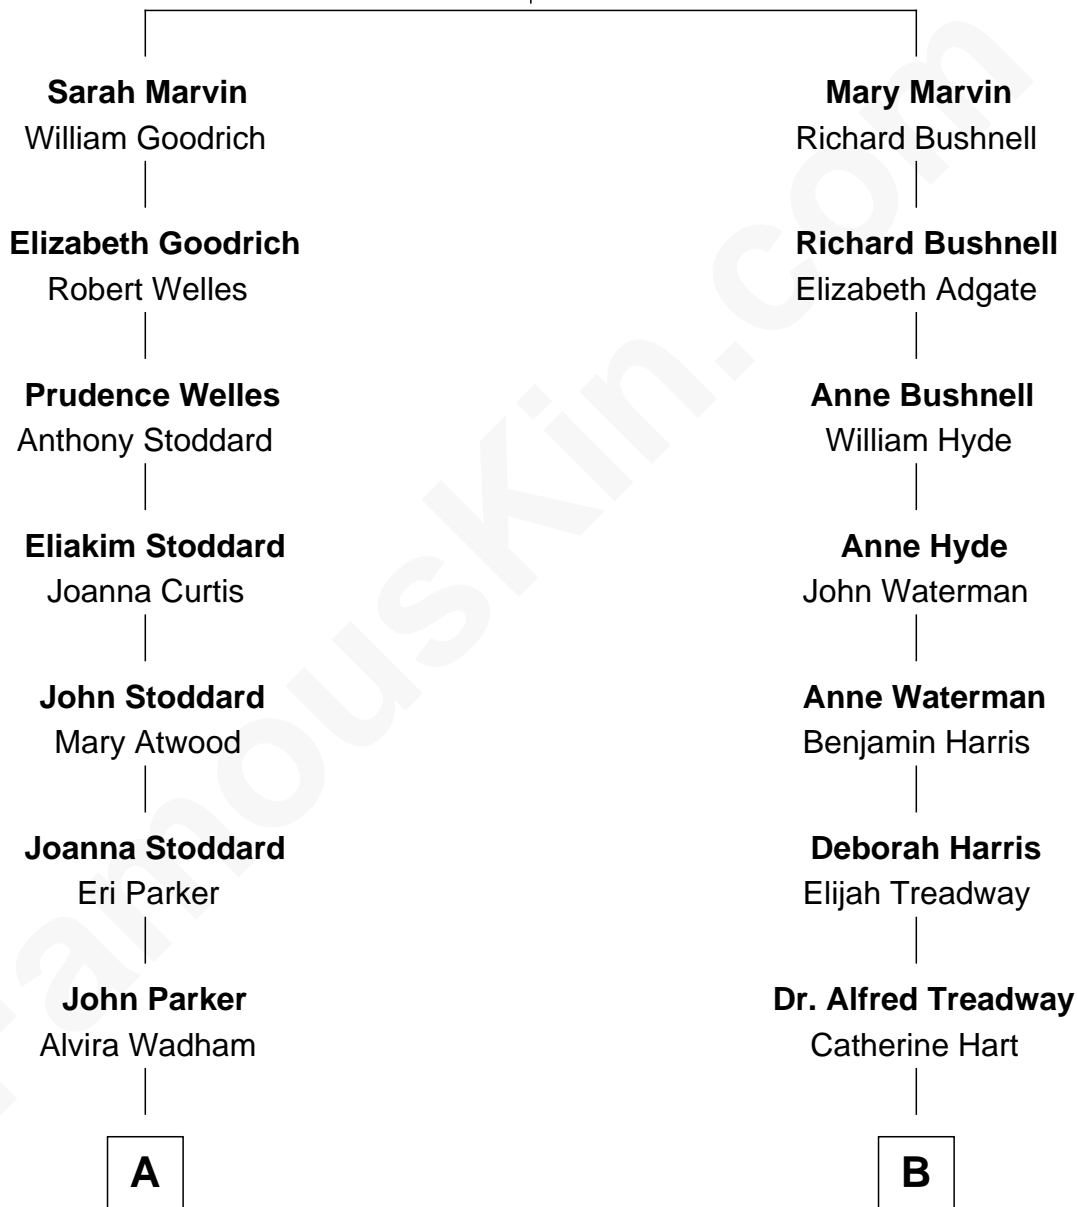 Sarah Marvin
William Goodrich
Elizabeth Goodrich
Robert Welles
Prudence Welles
Anthony Stoddard
Eliakim Stoddard
Joanna Curtis
John Stoddard
Mary Atwood
Joanna Stoddard
Eri Parker
John Parker
Alvira Wadham
A
Mary Marvin
Richard Bushnell
Richard Bushnell
Elizabeth Adgate
Anne Bushnell
William Hyde
Anne Hyde
John Waterman
Anne Waterman
Benjamin Harris
Deborah Harris
Elijah Treadway
Dr. Alfred Treadway
Catherine Hart
B
FamousKin.com